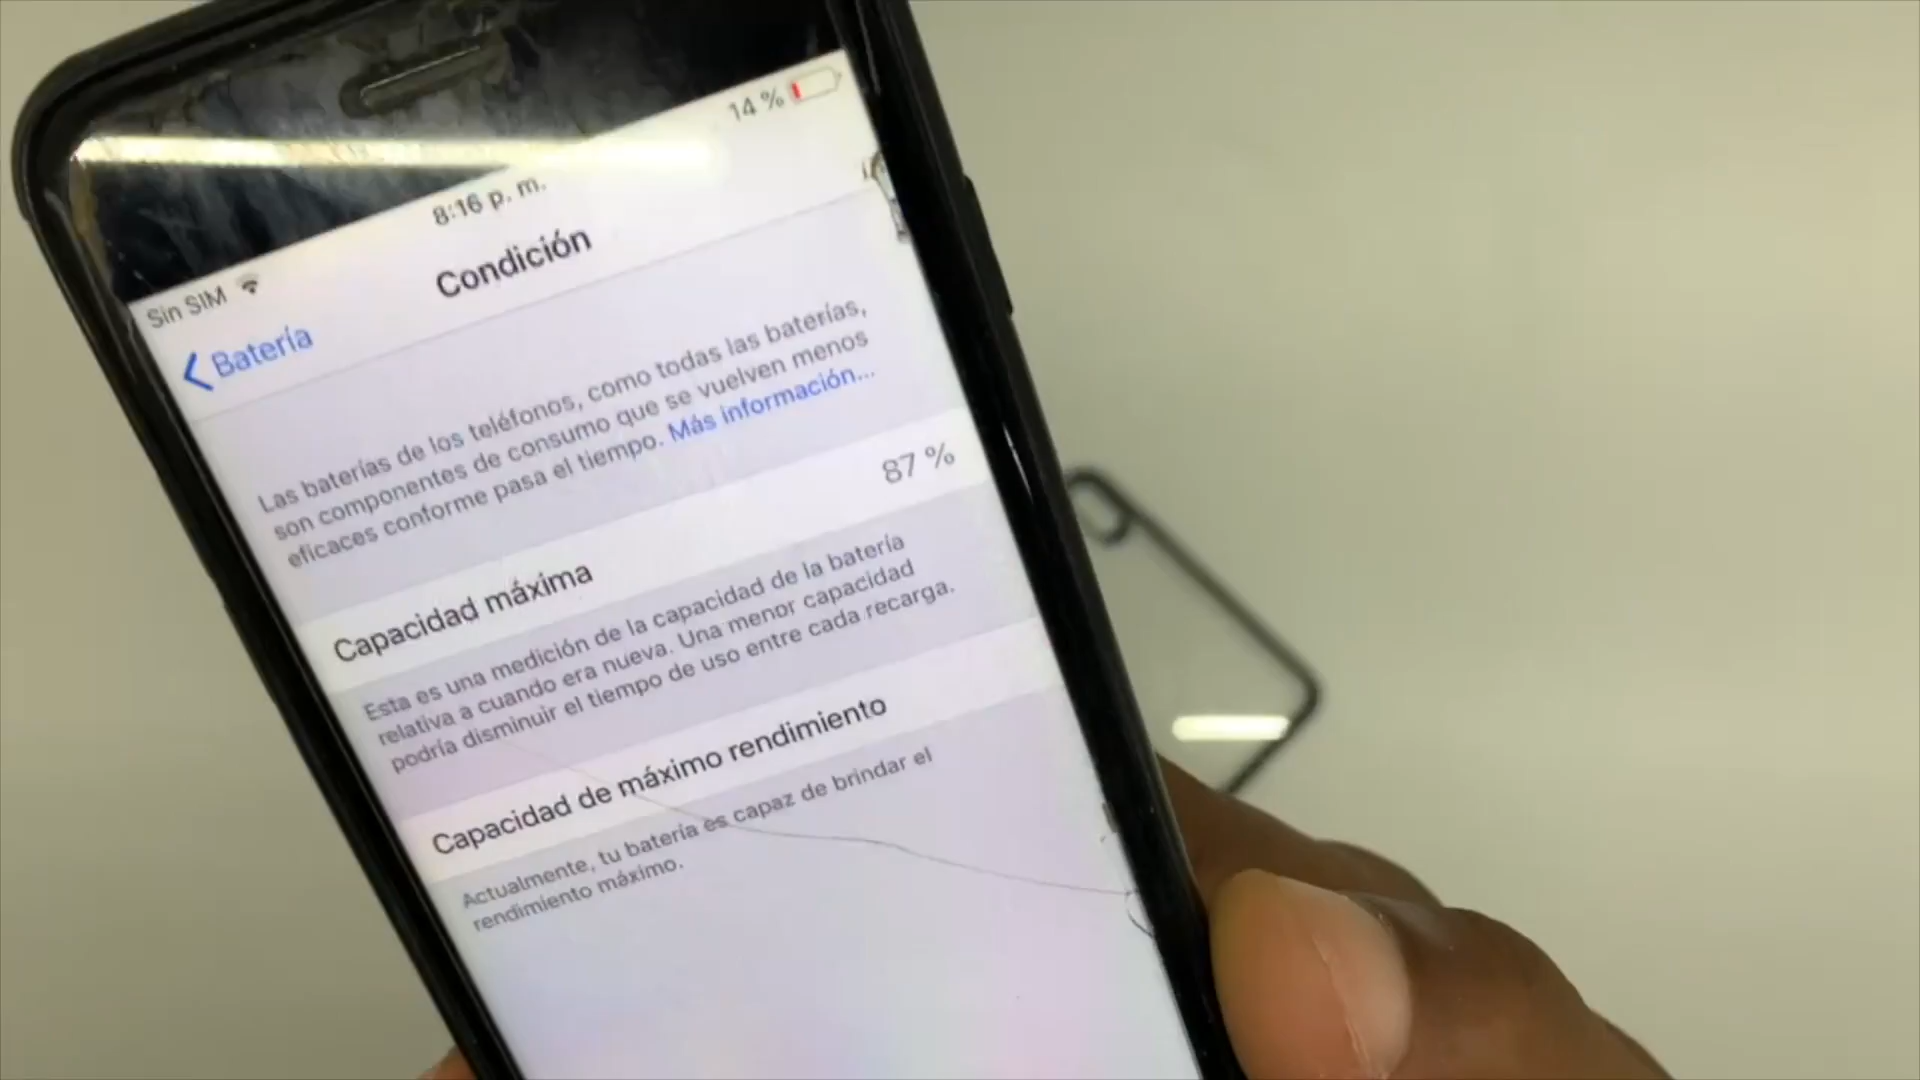 Sin SIM 8:16 p. m. 14 %
Batería Condición
Las baterías de los teléfonos, como todas las baterías,
son componentes de consumo que se vuelven menos
eficaces conforme pasa el tiempo. Más información...
Capacidad máxima 87 %
Esta es una medición de la capacidad de la batería
relativa a cuando era nueva. Una menor capacidad
podría disminuir el tiempo de uso entre cada recarga.
Capacidad de máximo rendimiento
Actualmente, tu batería es capaz de brindar el
rendimiento máximo.